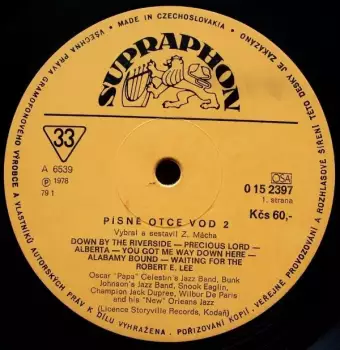 MADE IN CZECHOSLOVAKIA
VŠECHNA PRÁVA GRAMOFONOVÉHO VÝROBCE A ROZHLASOVÉ ŠÍŘENÍ TÉTO DESKY JE ZAKÁZÁNO
SUPRAPHON
33
A 6539
℗ 1978
79 1
OSA
0 15 2397
1. strana
Kčs 60,-
PÍSNĚ OTCE VOD 2
Vybral a sestavil Z. Mácha
DOWN BY THE RIVERSIDE — PRECIOUS LORD —
ALBERTA — YOU GOT ME WAY DOWN HERE —
ALABAMY BOUND — WAITING FOR THE
ROBERT E. LEE
Oscar "Papa" Celestin's Jazz Band, Bunk
Johnson's Jazz Band, Snook Eaglin,
Champion Jack Dupree, Wilbur De Paris
and his "New" Orleans Jazz
(Licence Storyville Records, Kodaň)
A VLASTNÍKŮ AUTORSKÝCH PRÁV K DÍLU VYHRAŽENA. POŘIZOVÁNÍ KOPIÍ, VEŘEJNÉ PROVOZOVÁNÍ